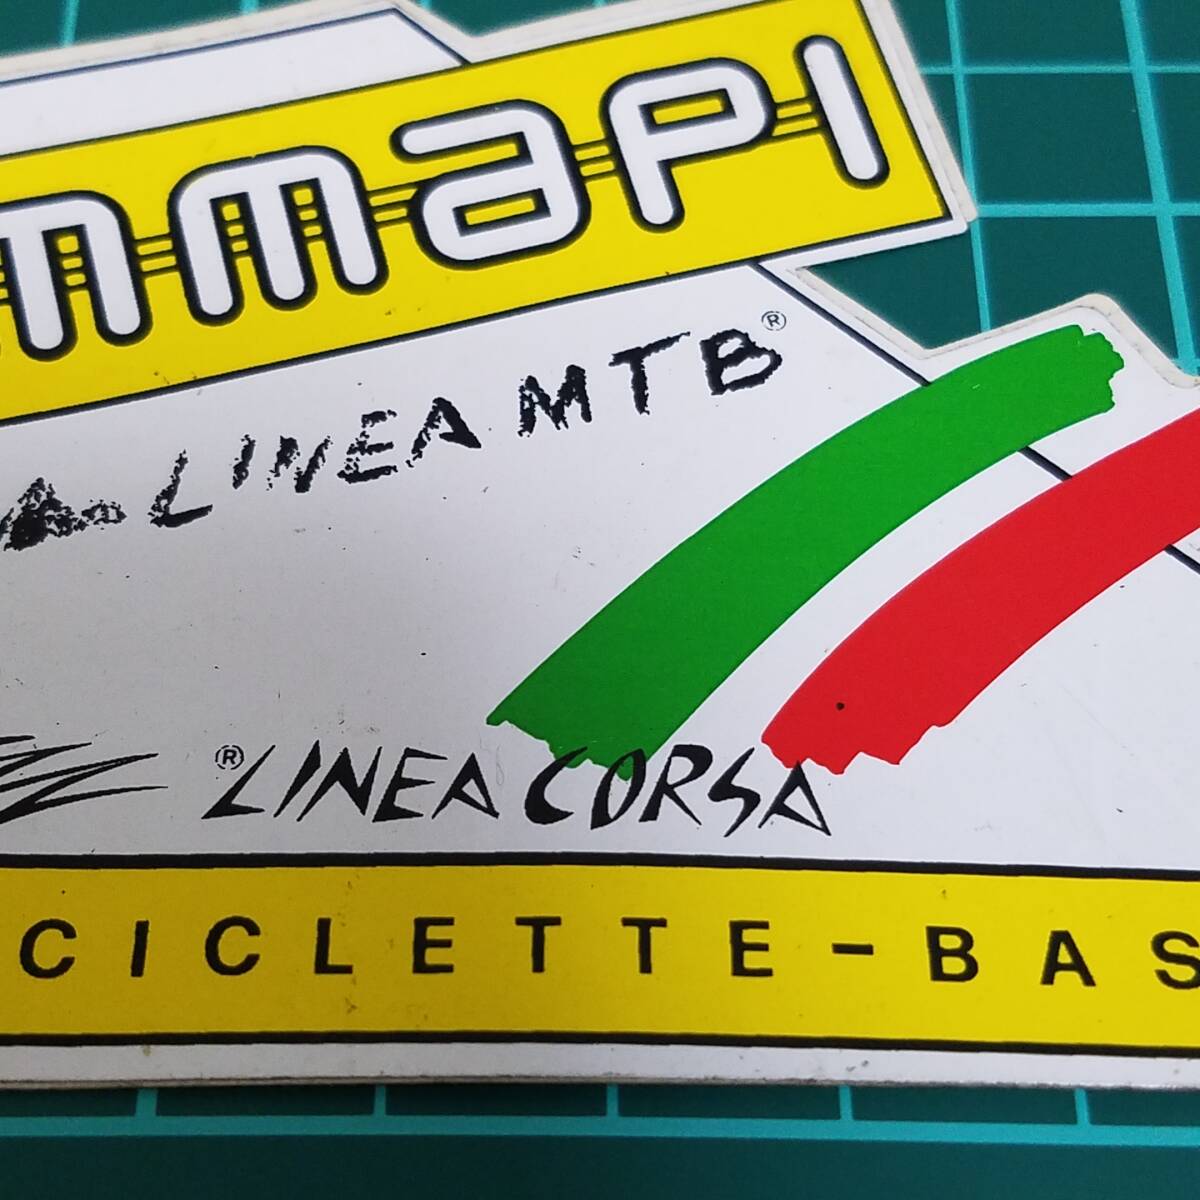 mmapi
LINEA MTB ®
® LINEA CORSA
CICLETTE-BAS